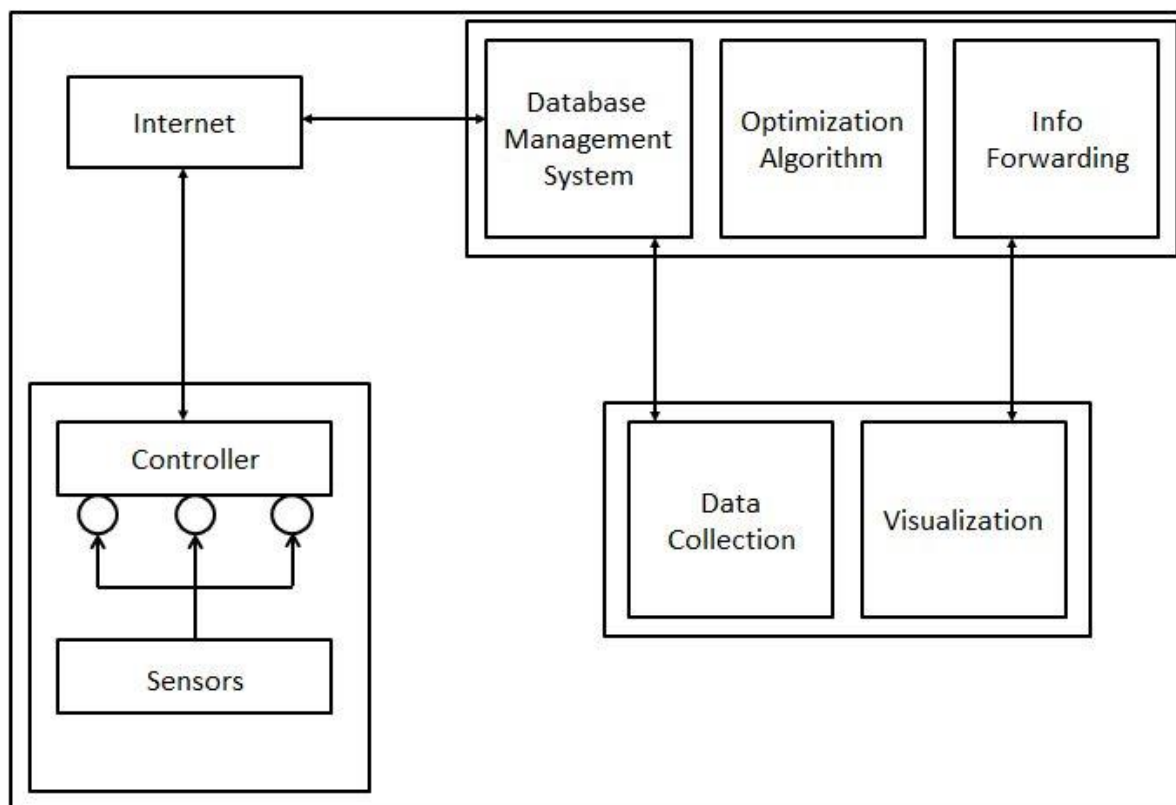 Internet
Database
Management
System
Optimization
Algorithm
Info
Forwarding
Controller
Sensors
Data
Collection
Visualization